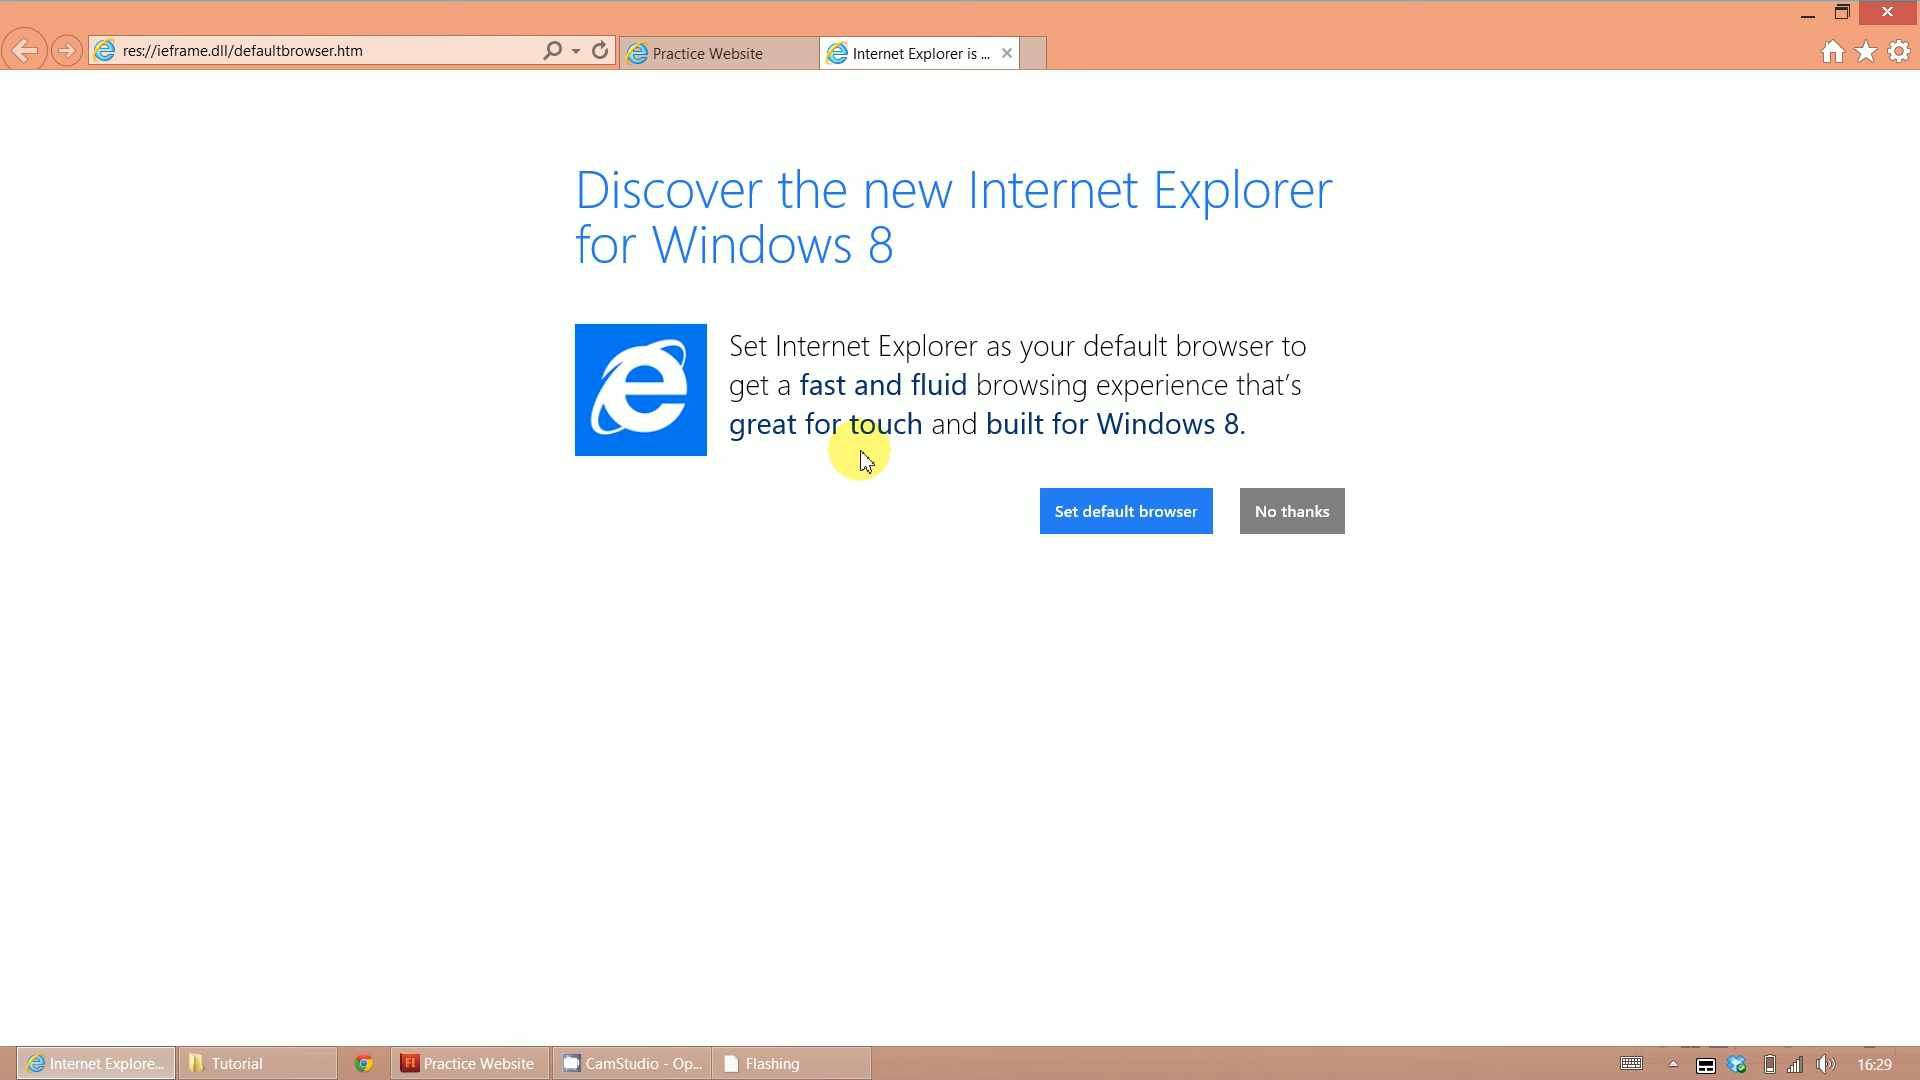 res://ieframe.dll/defaultbrowser.htm
Practice Website
Internet Explorer is ...
Discover the new Internet Explorer
for Windows 8
Set Internet Explorer as your default browser to
get a fast and fluid browsing experience that's
great for touch and built for Windows 8.
Set default browser
No thanks
Internet Explore...
Tutorial
Practice Website
CamStudio - Op...
Flashing
16:29